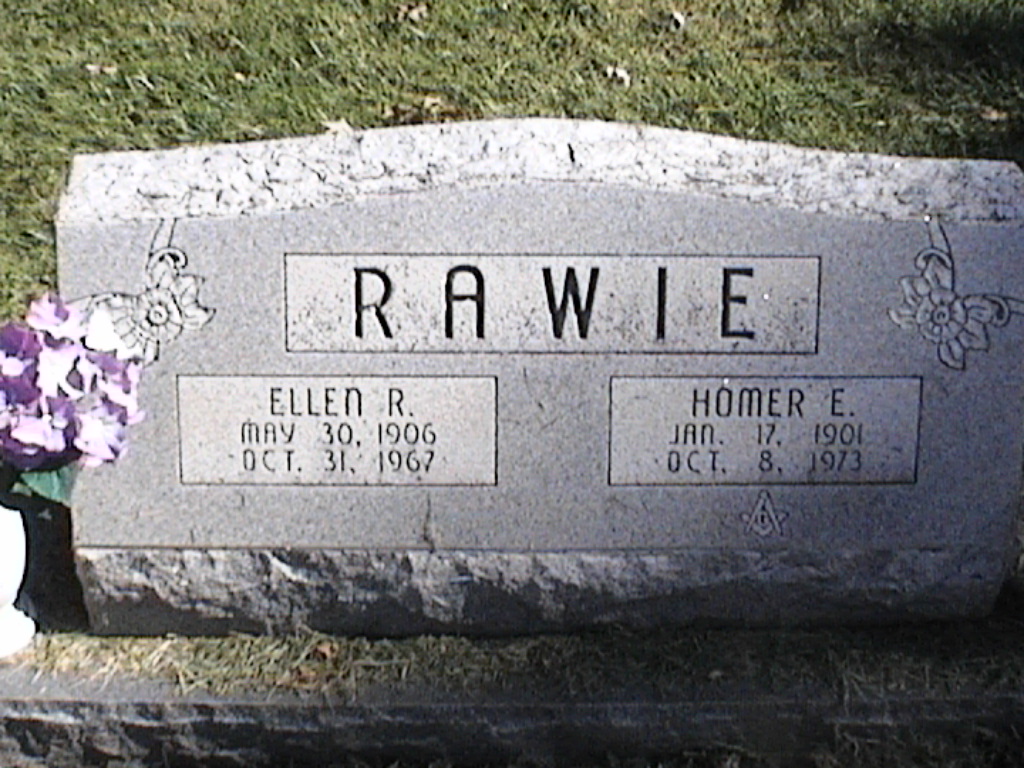 RAWIE
ELLEN R.
MAY 30, 1906
OCT. 31, 1967
HOMER E.
JAN. 17, 1901
OCT. 8, 1973
G